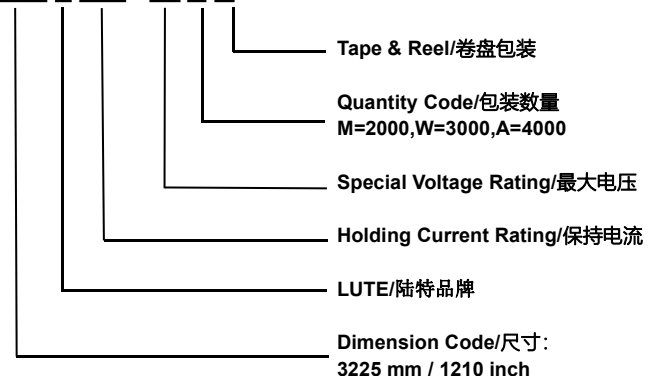 Tape & Reel/卷盘包装
Quantity Code/包装数量
M=2000,W=3000,A=4000
Special Voltage Rating/最大电压
Holding Current Rating/保持电流
LUTE/陆特品牌
Dimension Code/尺寸：
3225 mm / 1210 inch